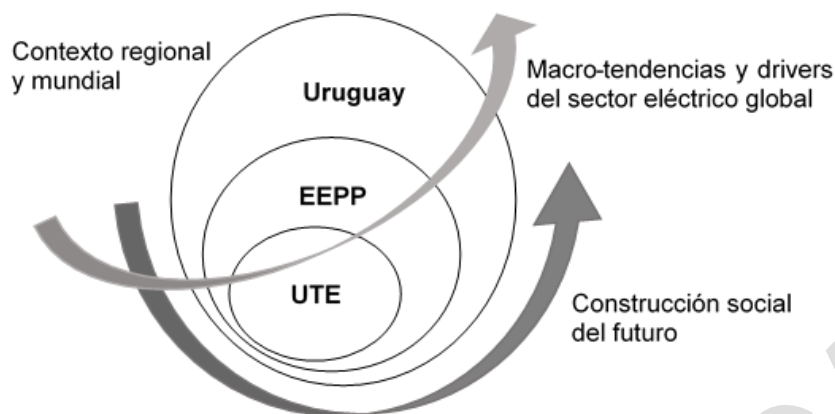 Contexto regional
y mundial
Uruguay
Macro-tendencias y drivers
del sector eléctrico global
EEPP
UTE
Construcción social
del futuro